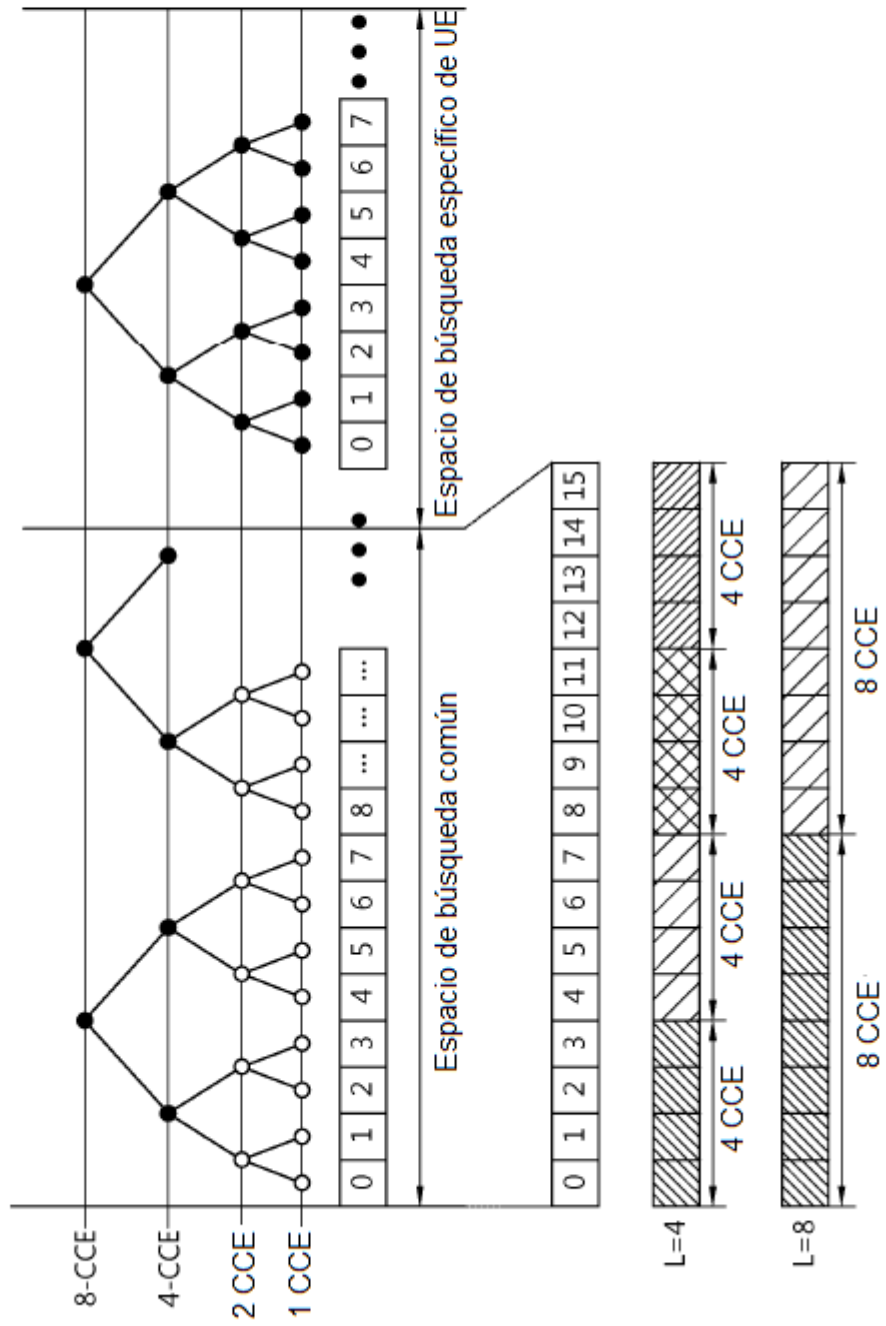 8-CCE
4-CCE
2 CCE
1 CCE
0 1 2 3 4 5 6 7 8 ... ... ...
0 1 2 3 4 5 6 7
Espacio de búsqueda común
Espacio de búsqueda específico de UE
0 1 2 3 4 5 6 7 8 9 10 11 12 13 14 15
L=4
4 CCE
4 CCE
4 CCE
4 CCE
L=8
8 CCE
8 CCE